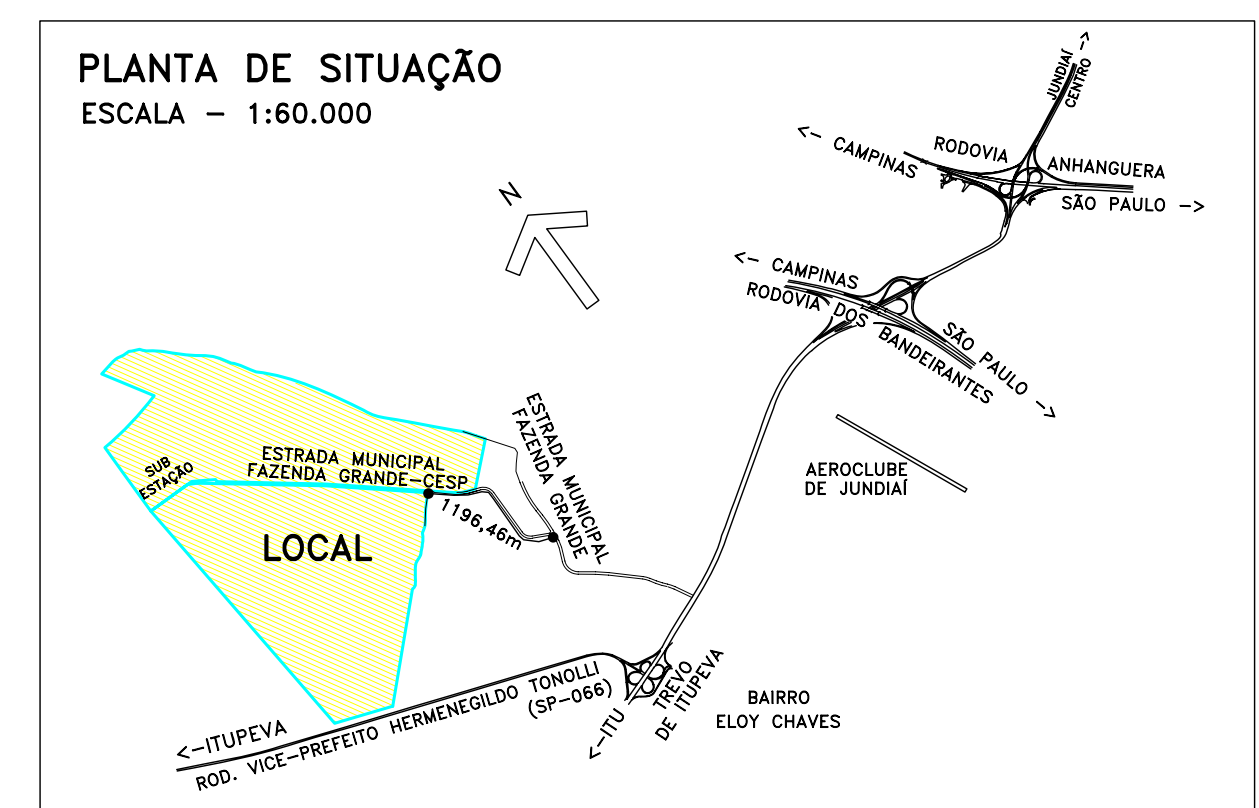 PLANTA DE SITUAÇÃO
ESCALA - 1:60.000
JUNDIAÍ
CENTRO ->
<- CAMPINAS
RODOVIA ANHANGUERA
SÃO PAULO ->
N
<- CAMPINAS
RODOVIA DOS BANDEIRANTES
SÃO PAULO ->
ESTRADA MUNICIPAL
FAZENDA GRANDE
SUB
ESTAÇÃO
ESTRADA MUNICIPAL
FAZENDA GRANDE-CESP
1196,46m
AEROCLUBE
DE JUNDIAÍ
LOCAL
TREVO
DE ITUPEVA
BAIRRO
ELOY CHAVES
<-ITU
<-ITUPEVA
ROD. VICE-PREFEITO HERMENEGILDO TONOLLI
(SP-066)